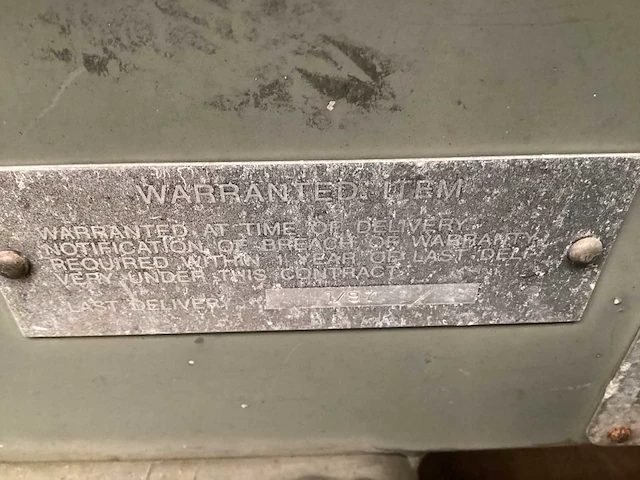 WARRANTED ITEM
WARRANTED AT TIME OF DELIVERY.
NOTIFICATION OF BREACH OF WARRANTY
REQUIRED WITHIN 1 YEAR OF LAST DELI-
VERY UNDER THIS CONTRACT
LAST DELIVERY